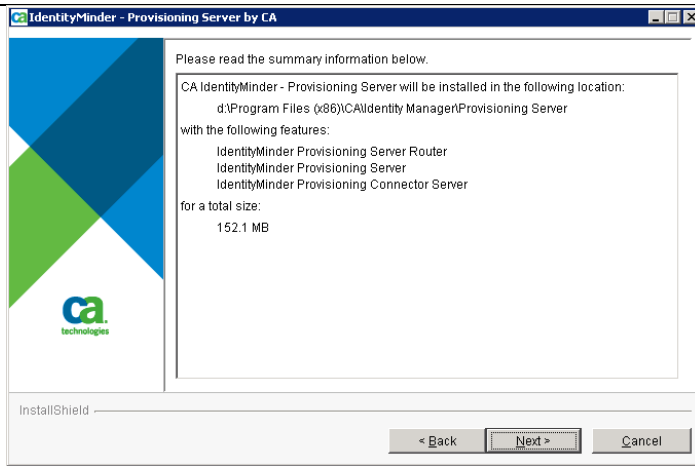 IdentityMinder - Provisioning Server by CA
Please read the summary information below.
CA IdentityMinder - Provisioning Server will be installed in the following location:
d:\Program Files (x86)\CA\Identity Manager\Provisioning Server
with the following features:
IdentityMinder Provisioning Server Router
IdentityMinder Provisioning Server
IdentityMinder Provisioning Connector Server
for a total size:
152.1 MB
ca
technologies
InstallShield
< Back
Next >
Cancel